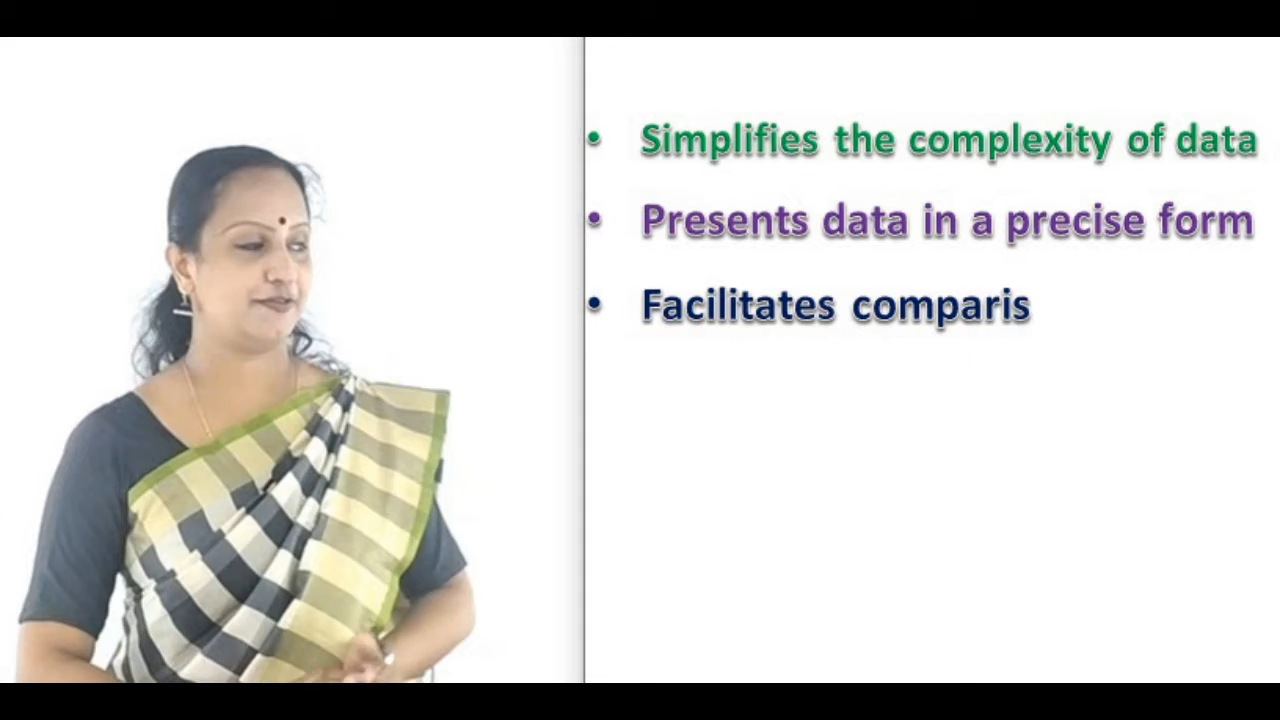 • Simplifies the complexity of data
• Presents data in a precise form
• Facilitates comparis